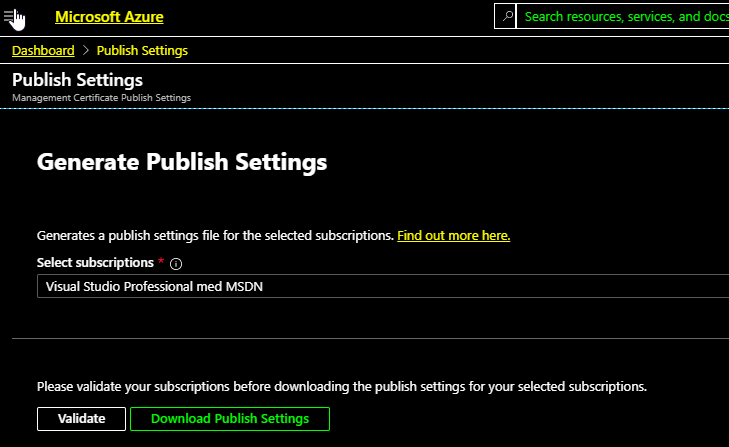 Microsoft Azure
Search resources, services, and docs
Dashboard > Publish Settings
Publish Settings
Management Certificate Publish Settings
Generate Publish Settings
Generates a publish settings file for the selected subscriptions. Find out more here.
Select subscriptions *
Visual Studio Professional med MSDN
Please validate your subscriptions before downloading the publish settings for your selected subscriptions.
Validate Download Publish Settings